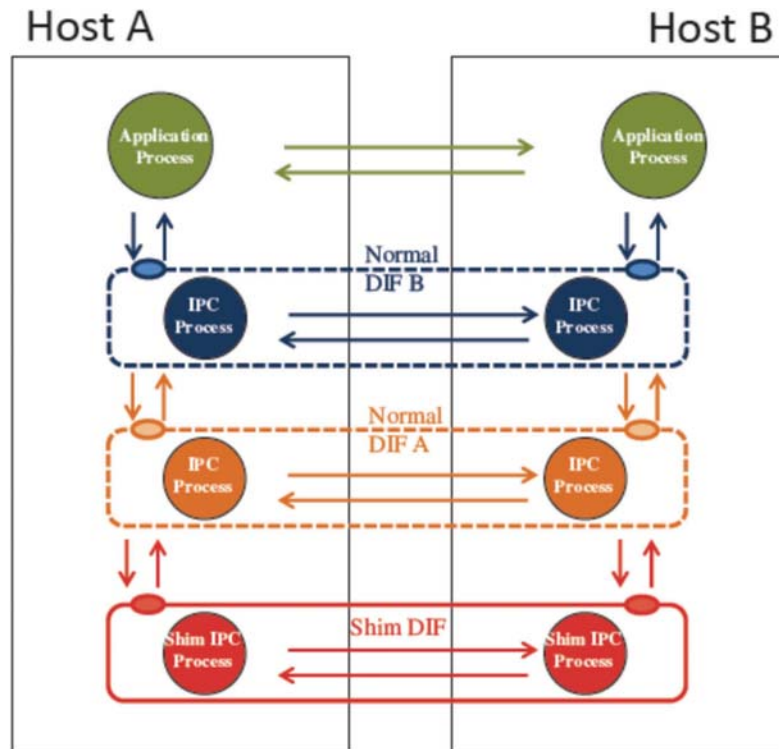 Host A
Host B
Application
Process
Application
Process
Normal
DIF B
IPC
Process
IPC
Process
Normal
DIF A
IPC
Process
IPC
Process
Shim DIF
Shim IPC
Process
Shim IPC
Process